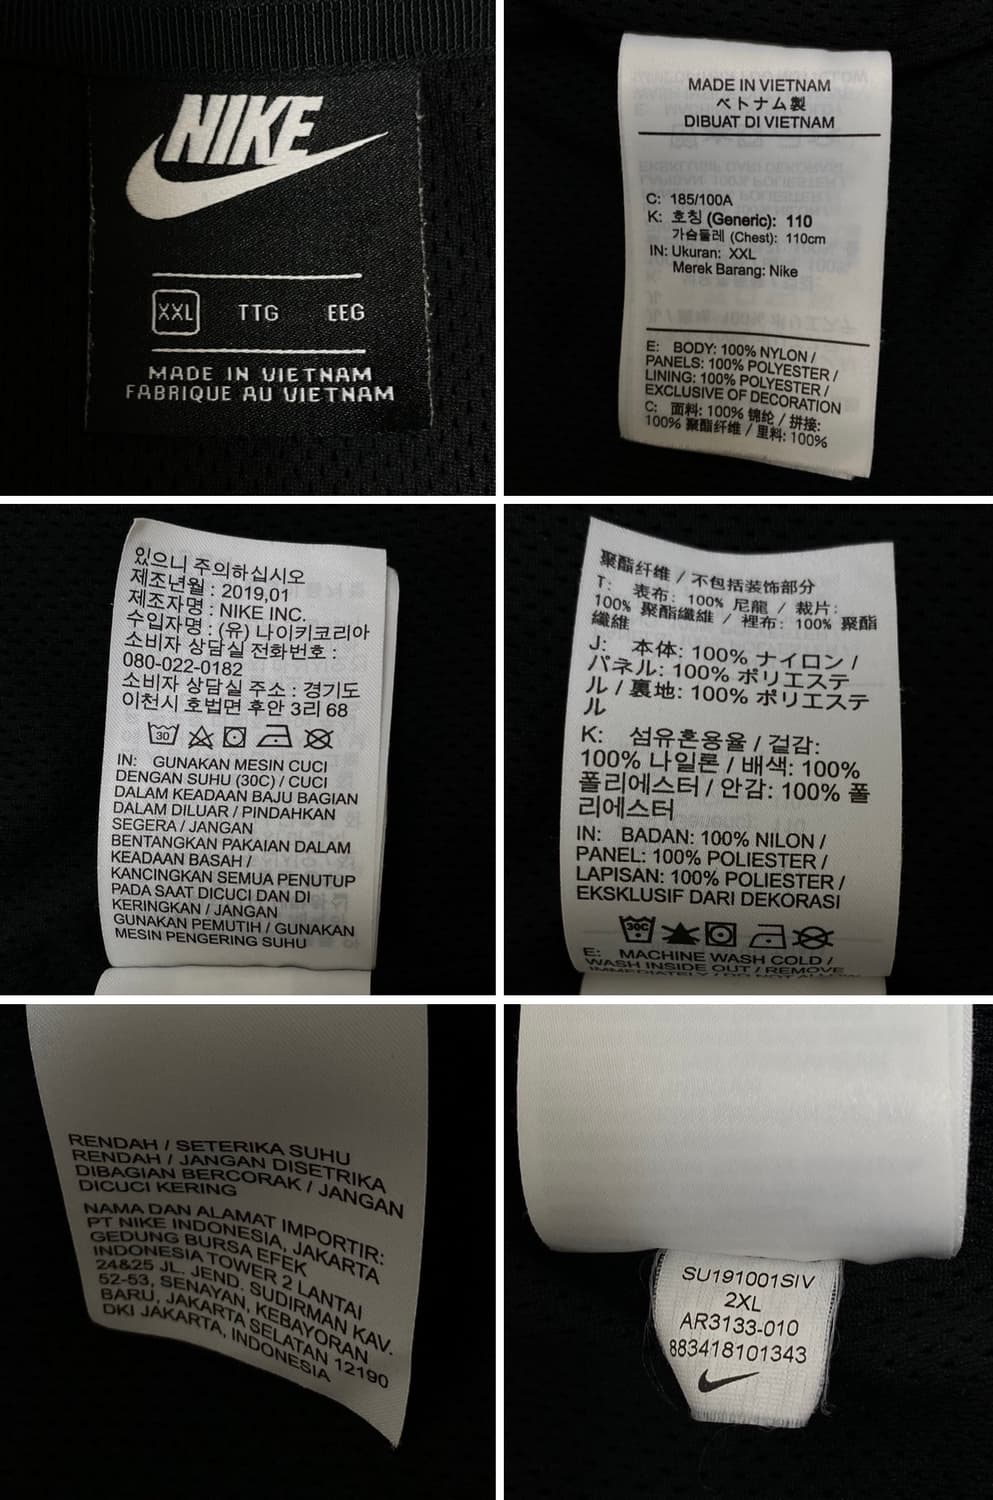 NIKE
XXL TTG EEG
MADE IN VIETNAM
FABRIQUE AU VIETNAM
MADE IN VIETNAM
ベトナム製
DIBUAT DI VIETNAM
C: 185/100A
K: 호칭 (Generic): 110
가슴둘레 (Chest): 110cm
IN: Ukuran: XXL
Merek Barang: Nike
E: BODY: 100% NYLON /
PANELS: 100% POLYESTER /
LINING: 100% POLYESTER /
EXCLUSIVE OF DECORATION
C: 面料: 100% 锦纶 / 拼接:
100% 聚酯纤维 / 里料: 100%
있으니 주의하십시오
제조년월 : 2019,01
제조자명 : NIKE INC.
수입자명 : (유) 나이키코리아
소비자 상담실 전화번호 :
080-022-0182
소비자 상담실 주소 : 경기도
이천시 호법면 후안 3리 68
30
IN: GUNAKAN MESIN CUCI
DENGAN SUHU (30C) / CUCI
DALAM KEADAAN BAJU BAGIAN
DALAM DILUAR / PINDAHKAN
SEGERA / JANGAN
BENTANGKAN PAKAIAN DALAM
KEADAAN BASAH /
KANCINGKAN SEMUA PENUTUP
PADA SAAT DICUCI DAN DI
KERINGKAN / JANGAN
GUNAKAN PEMUTIH / GUNAKAN
MESIN PENGERING SUHU
聚酯纤维 / 不包括装饰部分
T: 表布: 100% 尼龍 / 裁片:
100% 聚酯纖維 / 裡布: 100% 聚酯
纖維
J: 本体: 100% ナイロン /
パネル: 100% ポリエステ
ル / 裏地: 100% ポリエステ
ル
K: 섬유혼용율 / 겉감:
100% 나일론 / 배색: 100%
폴리에스터 / 안감: 100% 폴
리에스터
IN: BADAN: 100% NILON /
PANEL: 100% POLIESTER /
LAPISAN: 100% POLIESTER /
EKSKLUSIF DARI DEKORASI
30C
E: MACHINE WASH COLD /
WASH INSIDE OUT / REMOVE
IMMEDIATELY / DO NOT ALLOW
RENDAH / SETERIKA SUHU
RENDAH / JANGAN DISETRIKA
DIBAGIAN BERCORAK / JANGAN
DICUCI KERING
NAMA DAN ALAMAT IMPORTIR:
PT NIKE INDONESIA, JAKARTA
GEDUNG BURSA EFEK
INDONESIA TOWER 2 LANTAI
24&25 JL. JEND. SUDIRMAN KAV.
52-53, SENAYAN, KEBAYORAN
BARU, JAKARTA SELATAN 12190
DKI JAKARTA, INDONESIA
SU191001SIV
2XL
AR3133-010
883418101343